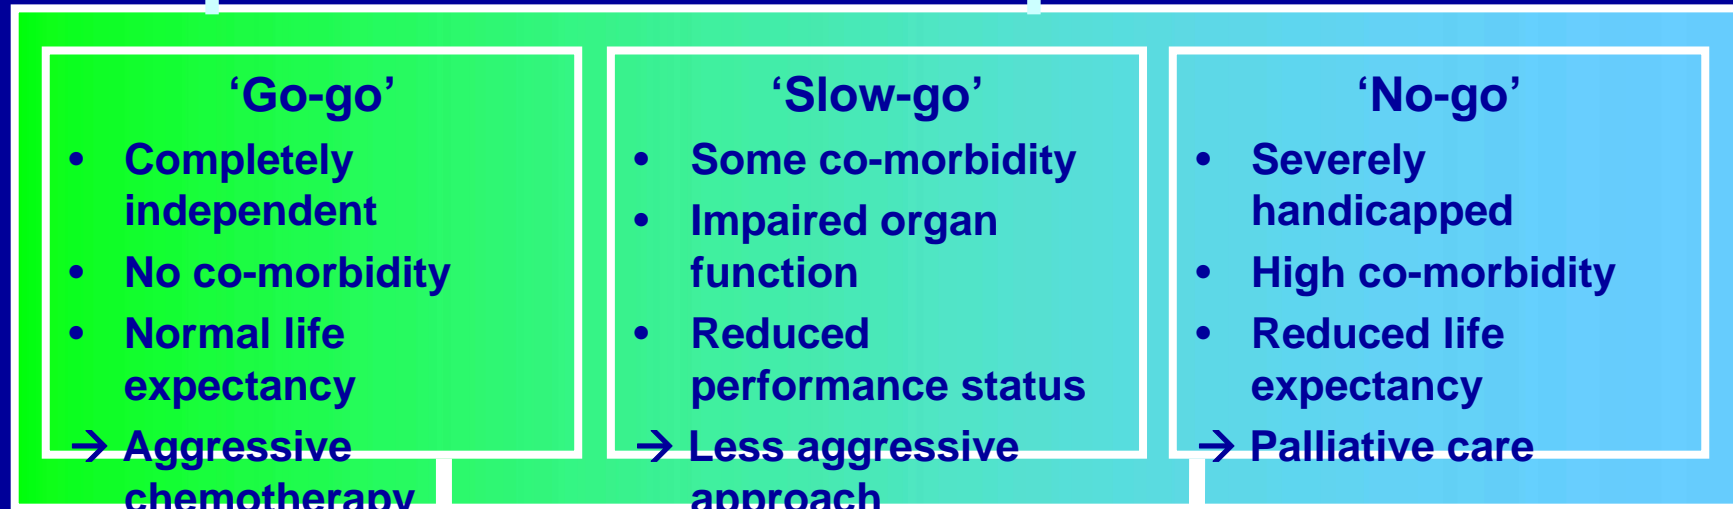 ‘Go-go’
• Completely
independent
• No co-morbidity
• Normal life
expectancy
→ Aggressive
chemotherapy
‘Slow-go’
• Some co-morbidity
• Impaired organ
function
• Reduced
performance status
→ Less aggressive
approach
‘No-go’
• Severely
handicapped
• High co-morbidity
• Reduced life
expectancy
→ Palliative care